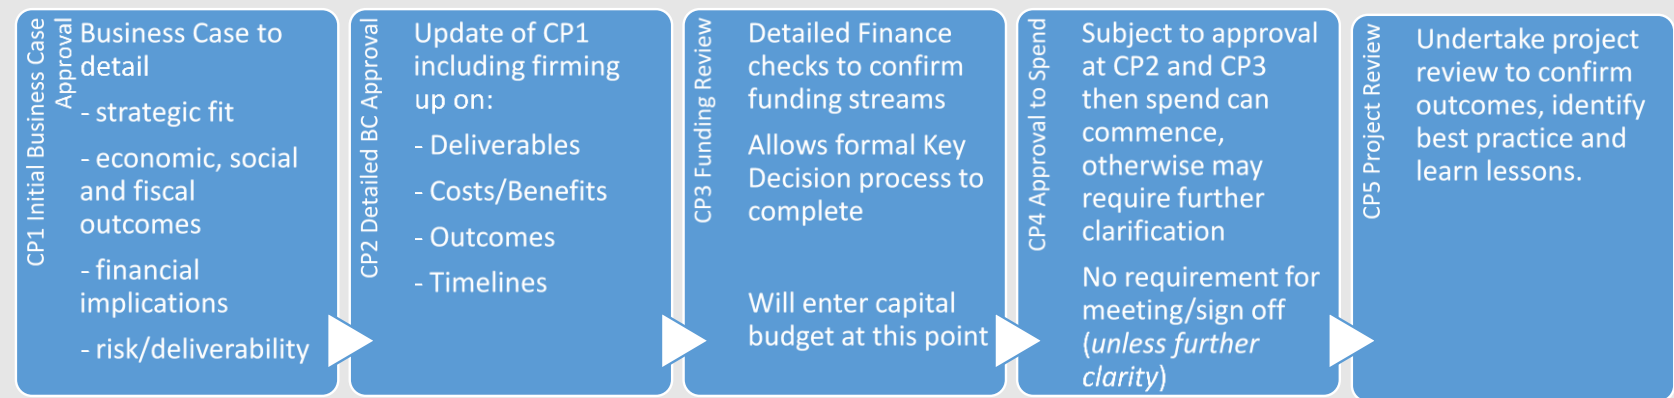 CP1 Initial Business Case
Approval
Business Case to
detail
- strategic fit
- economic, social
and fiscal
outcomes
- financial
implications
- risk/deliverability
CP2 Detailed BC Approval
Update of CP1
including firming
up on:
- Deliverables
- Costs/Benefits
- Outcomes
- Timelines
CP3 Funding Review
Detailed Finance
checks to confirm
funding streams
Allows formal Key
Decision process to
complete
Will enter capital
budget at this point
CP4 Approval to Spend
Subject to approval
at CP2 and CP3
then spend can
commence,
otherwise may
require further
clarification
No requirement for
meeting/sign off
(unless further
clarity)
CP5 Project Review
Undertake project
review to confirm
outcomes, identify
best practice and
learn lessons.